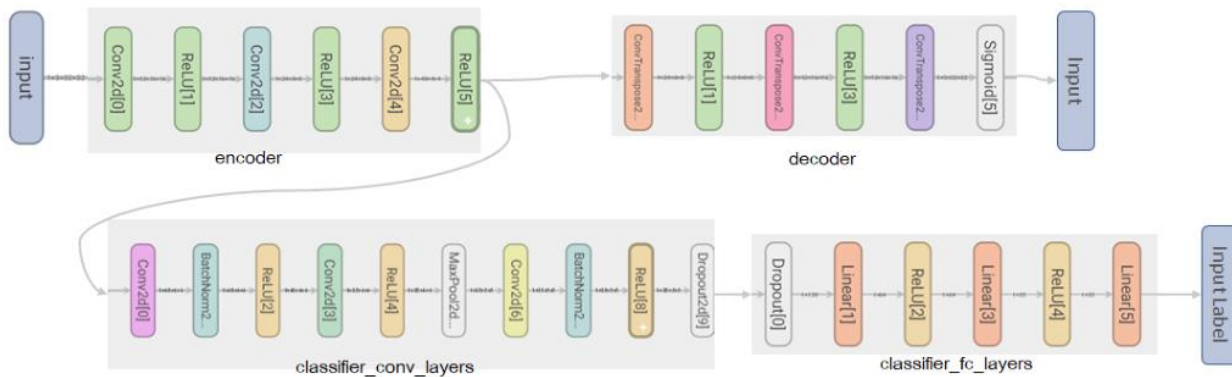 input
Conv2d[0]
ReLU[1]
Conv2d[2]
ReLU[3]
Conv2d[4]
ReLU[5]
encoder
ConvTranspose2...
ReLU[1]
ConvTranspose2...
ReLU[3]
ConvTranspose2...
Sigmoid[5]
decoder
Input
Conv2d[0]
BatchNorm2...
ReLU[2]
Conv2d[3]
ReLU[4]
MaxPool2d...
Conv2d[6]
BatchNorm2...
ReLU[8]
Dropout2d[9]
classifier_conv_layers
Dropout[0]
Linear[1]
ReLU[2]
Linear[3]
ReLU[4]
Linear[5]
classifier_fc_layers
Input Label